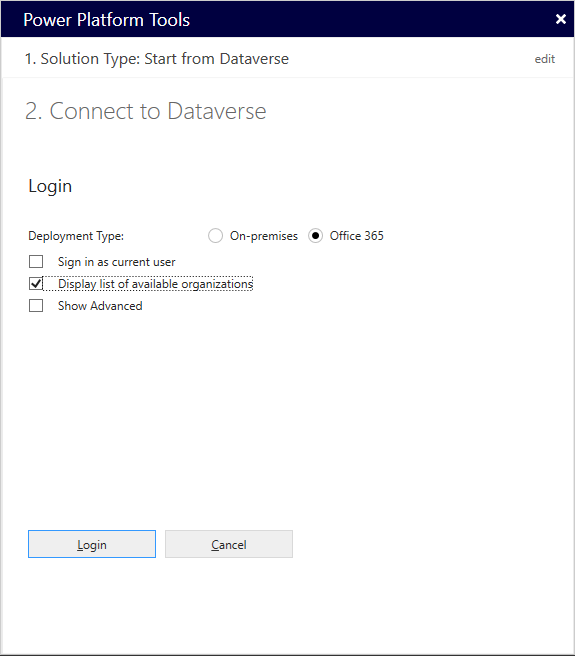 Power Platform Tools
1. Solution Type: Start from Dataverse edit
2. Connect to Dataverse
Login
Deployment Type: On-premises Office 365
Sign in as current user
Display list of available organizations
Show Advanced
Login Cancel